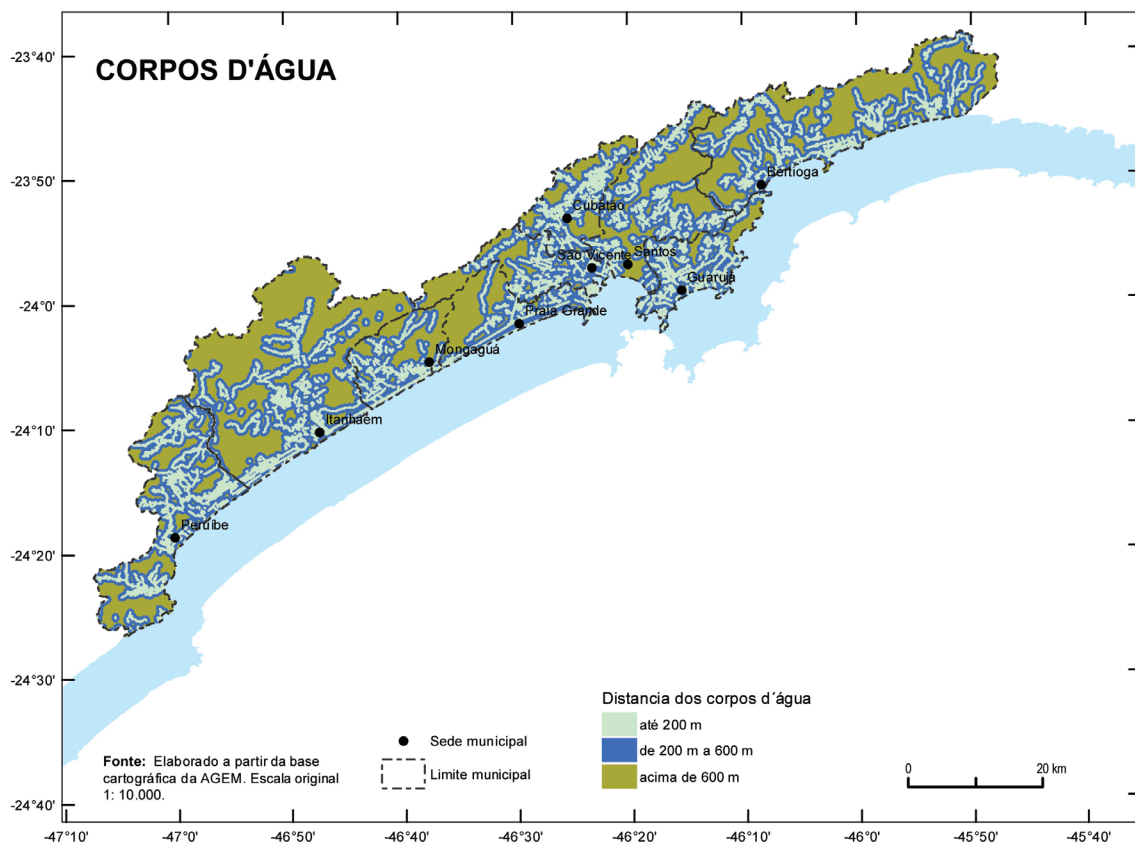 CORPOS D'ÁGUA
-23°40'
-23°50'
-24°0'
-24°10'
-24°20'
-24°30'
-24°40'
Bertioga
Cubatão
São Vicente
Santos
Guarujá
Praia Grande
Mongaguá
Itanhaém
Peruíbe
Distancia dos corpos d´água
até 200 m
de 200 m a 600 m
acima de 600 m
Sede municipal
Limite municipal
Fonte: Elaborado a partir da base
cartográfica da AGEM. Escala original
1: 10.000.
0 20 km
-47°10' -47°0' -46°50' -46°40' -46°30' -46°20' -46°10' -46°0' -45°50' -45°40'